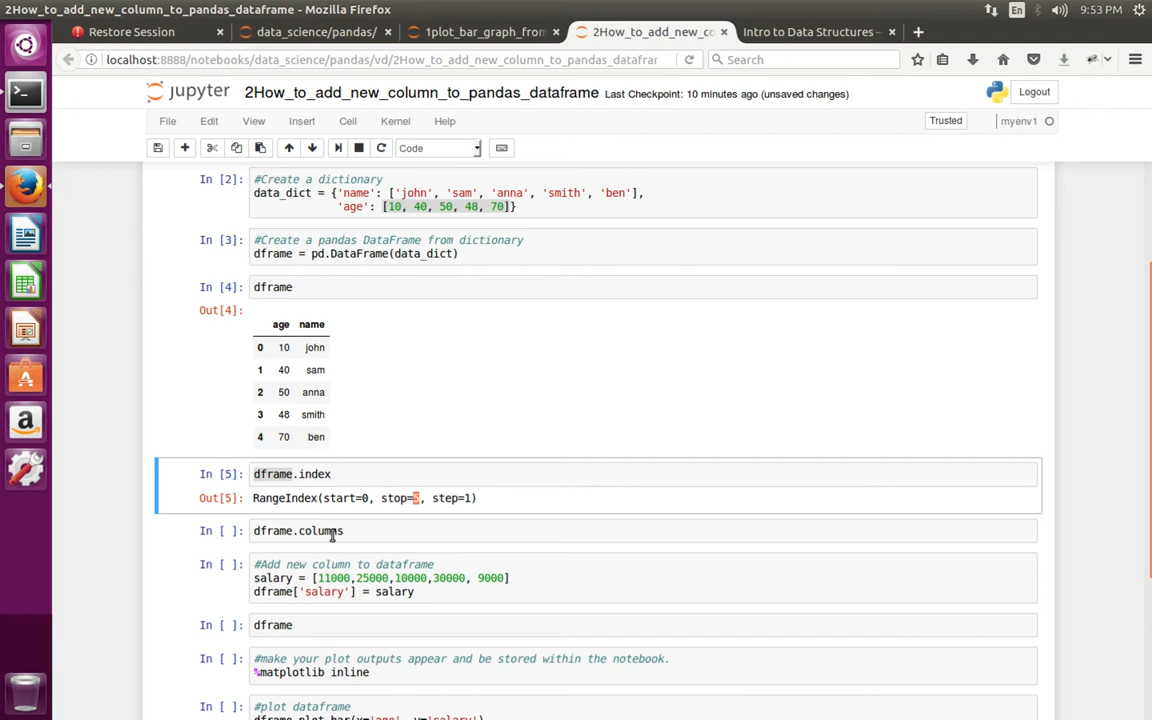 2How_to_add_new_column_to_pandas_dataframe - Mozilla Firefox
En
9:53 PM
Restore Session
data_science/pandas/
1plot_bar_graph_from
2How_to_add_new_co
Intro to Data Structures —
localhost:8888/notebooks/data_science/pandas/vd/2How_to_add_new_column_to_pandas_datafran
Search
jupyter
2How_to_add_new_column_to_pandas_dataframe Last Checkpoint: 10 minutes ago (unsaved changes)
Logout
File Edit View Insert Cell Kernel Help
Trusted
myenv1
Code
In [2]: #Create a dictionary
data_dict = {'name': ['john', 'sam', 'anna', 'smith', 'ben'],
'age': [10, 40, 50, 48, 70]}
In [3]: #Create a pandas DataFrame from dictionary
dframe = pd.DataFrame(data_dict)
In [4]: dframe
Out[4]:
age name
0 10 john
1 40 sam
2 50 anna
3 48 smith
4 70 ben
In [5]: dframe.index
Out[5]: RangeIndex(start=0, stop=5, step=1)
In [ ]: dframe.columns
In [ ]: #Add new column to dataframe
salary = [11000,25000,10000,30000, 9000]
dframe['salary'] = salary
In [ ]: dframe
In [ ]: #make your plot outputs appear and be stored within the notebook.
%matplotlib inline
In [ ]: #plot dataframe
dframe.plot.bar(x='age', y='salary')